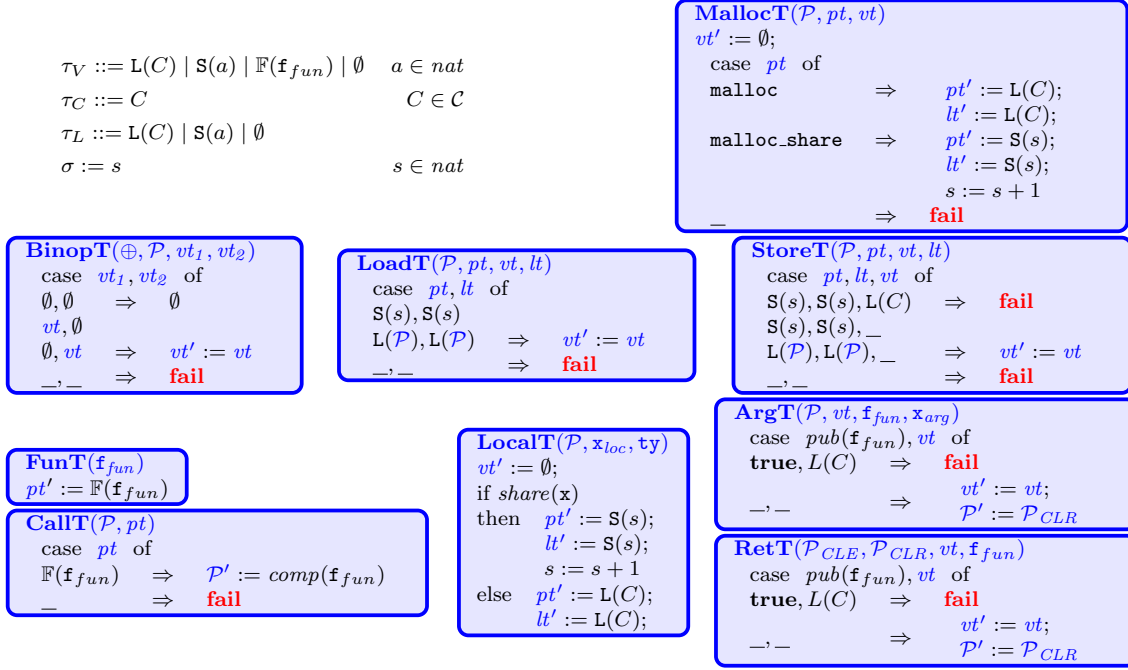 τ_V ::= L(C) | S(a) | 𝔽(f_fun) | ∅ a ∈ nat
τ_C ::= C C ∈ 𝒞
τ_L ::= L(C) | S(a) | ∅
σ := s s ∈ nat
MallocT(𝒫, pt, vt)
vt′ := ∅;
case pt of
malloc ⇒ pt′ := L(C);
lt′ := L(C);
malloc_share ⇒ pt′ := S(s);
lt′ := S(s);
s := s + 1
_ ⇒ fail
BinopT(⊕, 𝒫, vt_1, vt_2)
case vt_1, vt_2 of
∅, ∅ ⇒ ∅
vt, ∅
∅, vt ⇒ vt′ := vt
_, _ ⇒ fail
LoadT(𝒫, pt, vt, lt)
case pt, lt of
S(s), S(s)
L(𝒫), L(𝒫) ⇒ vt′ := vt
_, _ ⇒ fail
StoreT(𝒫, pt, vt, lt)
case pt, lt, vt of
S(s), S(s), L(C) ⇒ fail
S(s), S(s), _
L(𝒫), L(𝒫), _ ⇒ vt′ := vt
_, _ ⇒ fail
FunT(f_fun)
pt′ := 𝔽(f_fun)
CallT(𝒫, pt)
case pt of
𝔽(f_fun) ⇒ 𝒫′ := comp(f_fun)
_ ⇒ fail
LocalT(𝒫, x_loc, ty)
vt′ := ∅;
if share(x)
then pt′ := S(s);
lt′ := S(s);
s := s + 1
else pt′ := L(C);
lt′ := L(C);
ArgT(𝒫, vt, f_fun, x_arg)
case pub(f_fun), vt of
true, L(C) ⇒ fail
_, _ ⇒ vt′ := vt;
𝒫′ := 𝒫_CLR
RetT(𝒫_CLE, 𝒫_CLR, vt, f_fun)
case pub(f_fun), vt of
true, L(C) ⇒ fail
_, _ ⇒ vt′ := vt;
𝒫′ := 𝒫_CLR